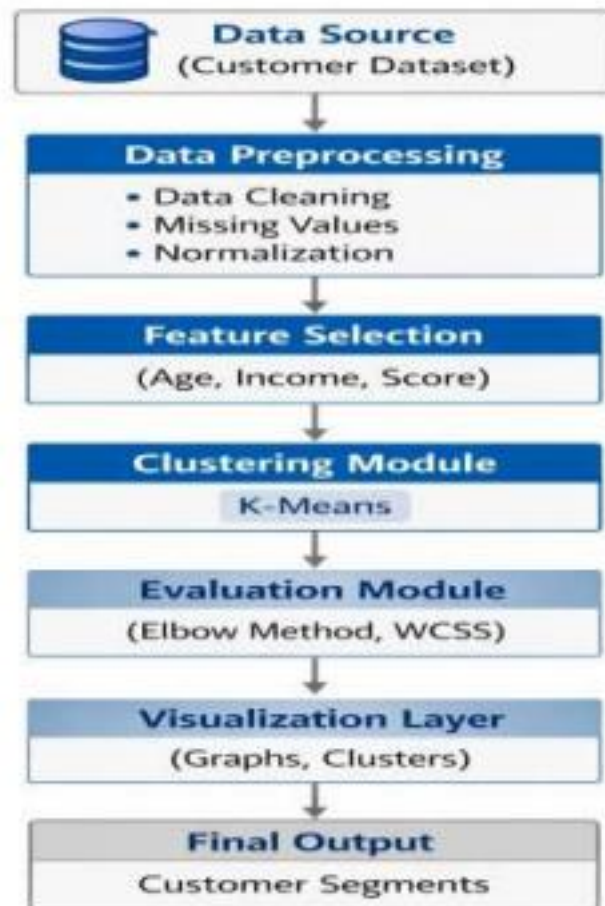 Data Source
(Customer Dataset)
Data Preprocessing
• Data Cleaning
• Missing Values
• Normalization
Feature Selection
(Age, Income, Score)
Clustering Module
K-Means
Evaluation Module
(Elbow Method, WCSS)
Visualization Layer
(Graphs, Clusters)
Final Output
Customer Segments